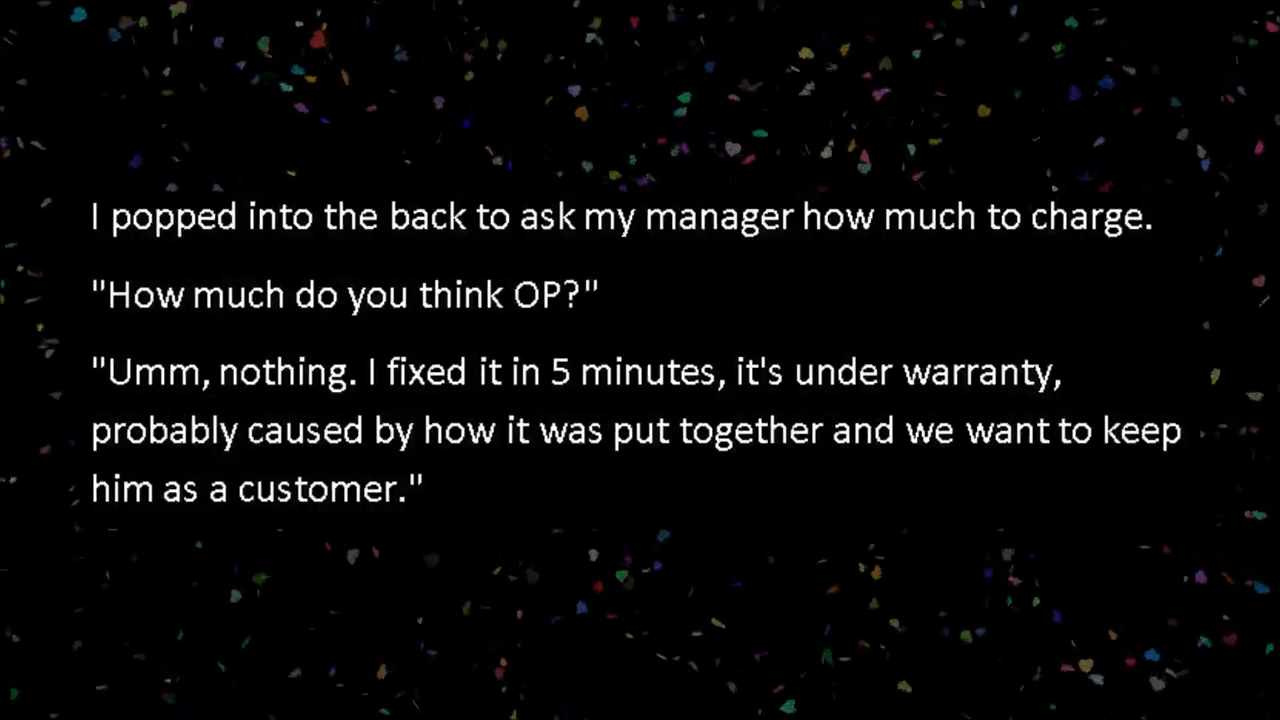 I popped into the back to ask my manager how much to charge.
"How much do you think OP?"
"Umm, nothing. I fixed it in 5 minutes, it's under warranty,
probably caused by how it was put together and we want to keep
him as a customer."